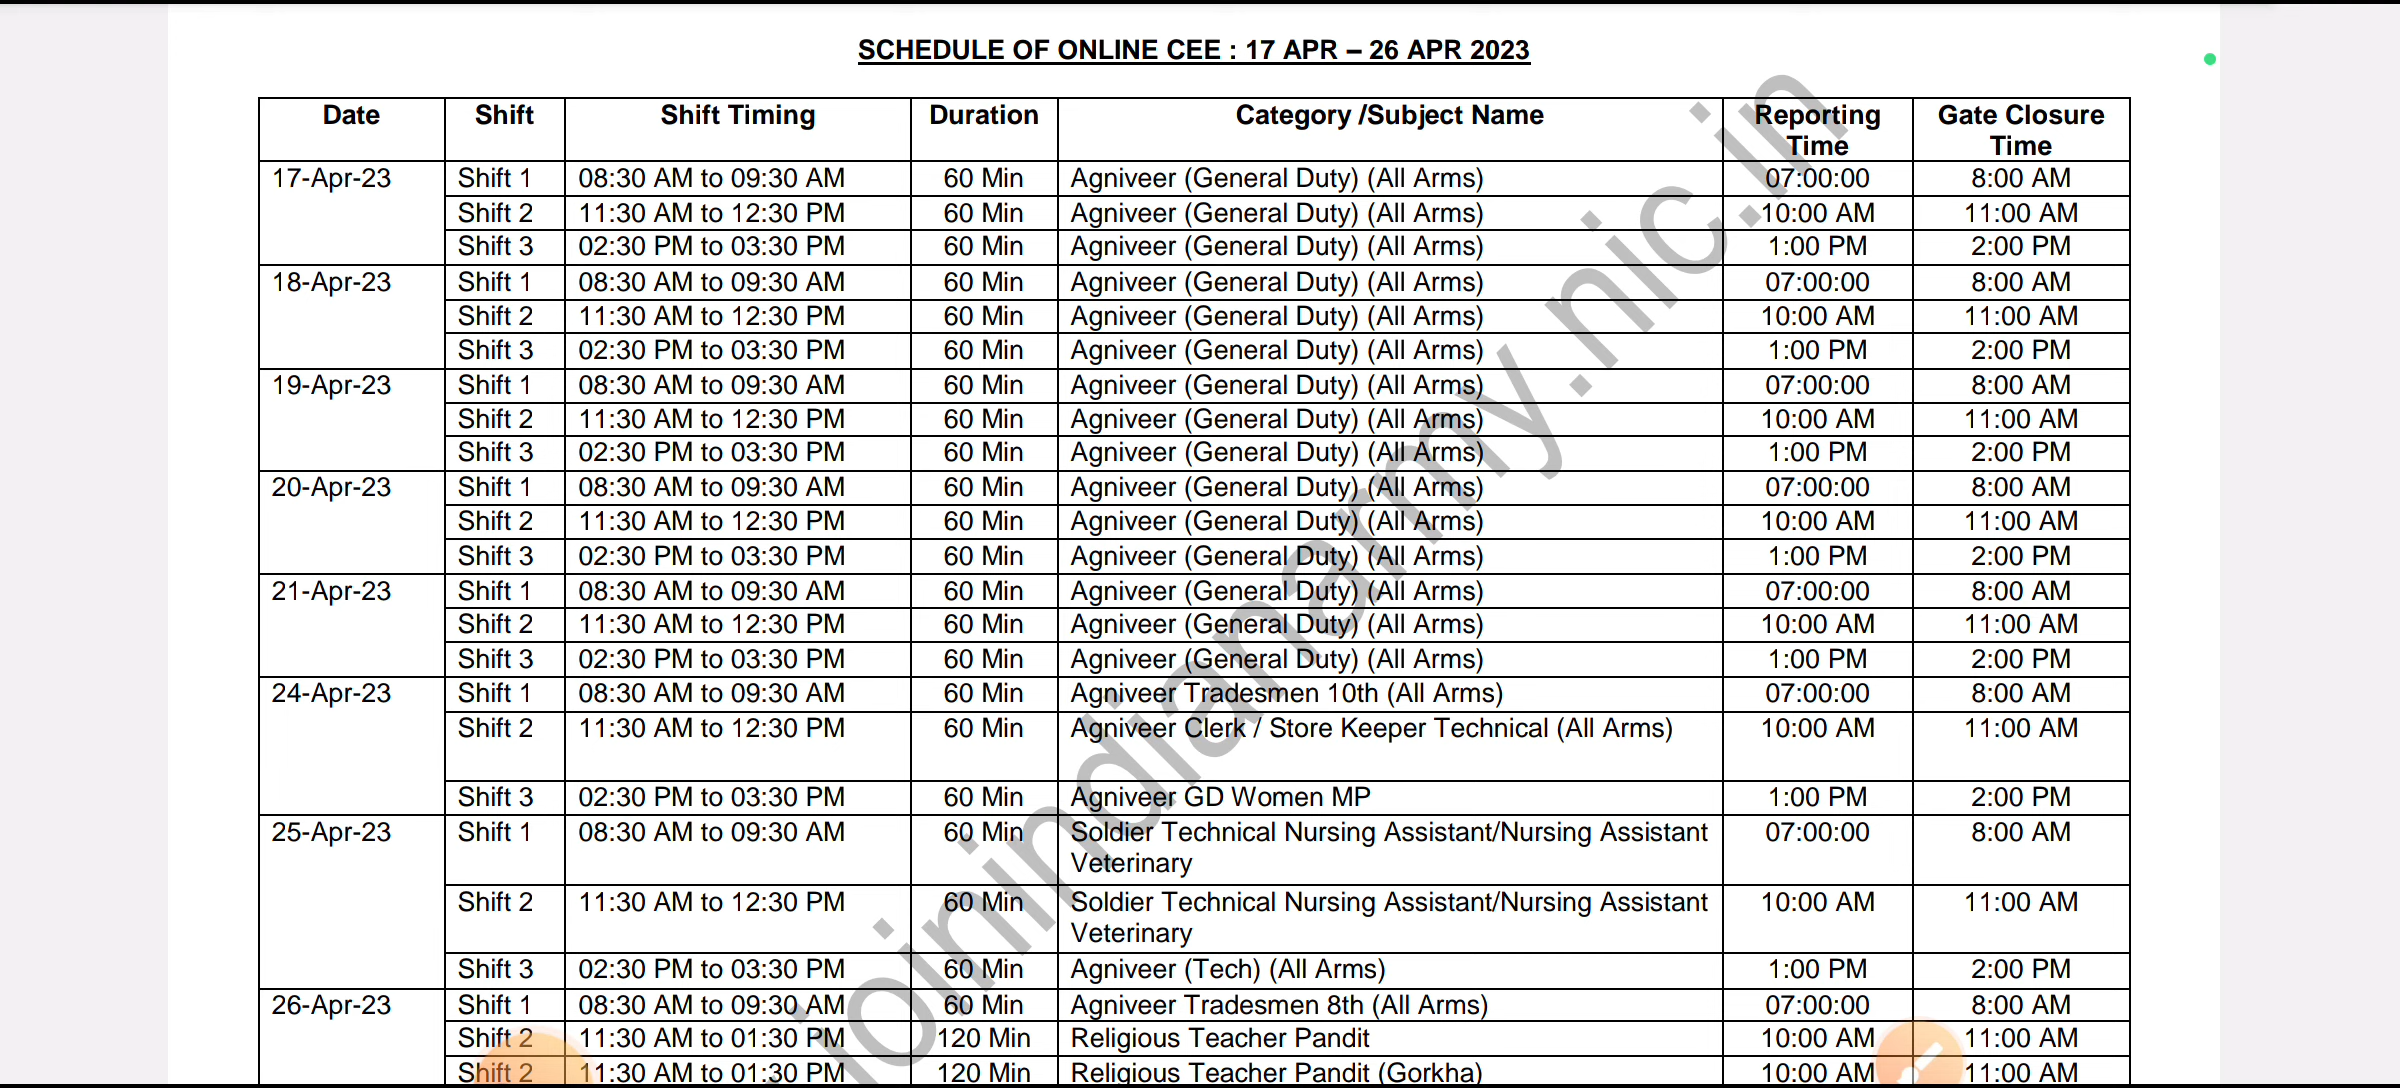 SCHEDULE OF ONLINE CEE : 17 APR – 26 APR 2023
Date Shift Shift Timing Duration Category /Subject Name Reporting Time Gate Closure Time
17-Apr-23 Shift 1 08:30 AM to 09:30 AM 60 Min Agniveer (General Duty) (All Arms) 07:00:00 8:00 AM
Shift 2 11:30 AM to 12:30 PM 60 Min Agniveer (General Duty) (All Arms) 10:00 AM 11:00 AM
Shift 3 02:30 PM to 03:30 PM 60 Min Agniveer (General Duty) (All Arms) 1:00 PM 2:00 PM
18-Apr-23 Shift 1 08:30 AM to 09:30 AM 60 Min Agniveer (General Duty) (All Arms) 07:00:00 8:00 AM
Shift 2 11:30 AM to 12:30 PM 60 Min Agniveer (General Duty) (All Arms) 10:00 AM 11:00 AM
Shift 3 02:30 PM to 03:30 PM 60 Min Agniveer (General Duty) (All Arms) 1:00 PM 2:00 PM
19-Apr-23 Shift 1 08:30 AM to 09:30 AM 60 Min Agniveer (General Duty) (All Arms) 07:00:00 8:00 AM
Shift 2 11:30 AM to 12:30 PM 60 Min Agniveer (General Duty) (All Arms) 10:00 AM 11:00 AM
Shift 3 02:30 PM to 03:30 PM 60 Min Agniveer (General Duty) (All Arms) 1:00 PM 2:00 PM
20-Apr-23 Shift 1 08:30 AM to 09:30 AM 60 Min Agniveer (General Duty) (All Arms) 07:00:00 8:00 AM
Shift 2 11:30 AM to 12:30 PM 60 Min Agniveer (General Duty) (All Arms) 10:00 AM 11:00 AM
Shift 3 02:30 PM to 03:30 PM 60 Min Agniveer (General Duty) (All Arms) 1:00 PM 2:00 PM
21-Apr-23 Shift 1 08:30 AM to 09:30 AM 60 Min Agniveer (General Duty) (All Arms) 07:00:00 8:00 AM
Shift 2 11:30 AM to 12:30 PM 60 Min Agniveer (General Duty) (All Arms) 10:00 AM 11:00 AM
Shift 3 02:30 PM to 03:30 PM 60 Min Agniveer (General Duty) (All Arms) 1:00 PM 2:00 PM
24-Apr-23 Shift 1 08:30 AM to 09:30 AM 60 Min Agniveer Tradesmen 10th (All Arms) 07:00:00 8:00 AM
Shift 2 11:30 AM to 12:30 PM 60 Min Agniveer Clerk / Store Keeper Technical (All Arms) 10:00 AM 11:00 AM
Shift 3 02:30 PM to 03:30 PM 60 Min Agniveer GD Women MP 1:00 PM 2:00 PM
25-Apr-23 Shift 1 08:30 AM to 09:30 AM 60 Min Soldier Technical Nursing Assistant/Nursing Assistant 07:00:00 8:00 AM
Veterinary
Shift 2 11:30 AM to 12:30 PM 60 Min Soldier Technical Nursing Assistant/Nursing Assistant 10:00 AM 11:00 AM
Veterinary
Shift 3 02:30 PM to 03:30 PM 60 Min Agniveer (Tech) (All Arms) 1:00 PM 2:00 PM
26-Apr-23 Shift 1 08:30 AM to 09:30 AM 60 Min Agniveer Tradesmen 8th (All Arms) 07:00:00 8:00 AM
Shift 2 11:30 AM to 01:30 PM 120 Min Religious Teacher Pandit 10:00 AM 11:00 AM
Shift 2 11:30 AM to 01:30 PM 120 Min Religious Teacher Pandit (Gorkha) 10:00 AM 11:00 AM
joinindianarmy.nic.in